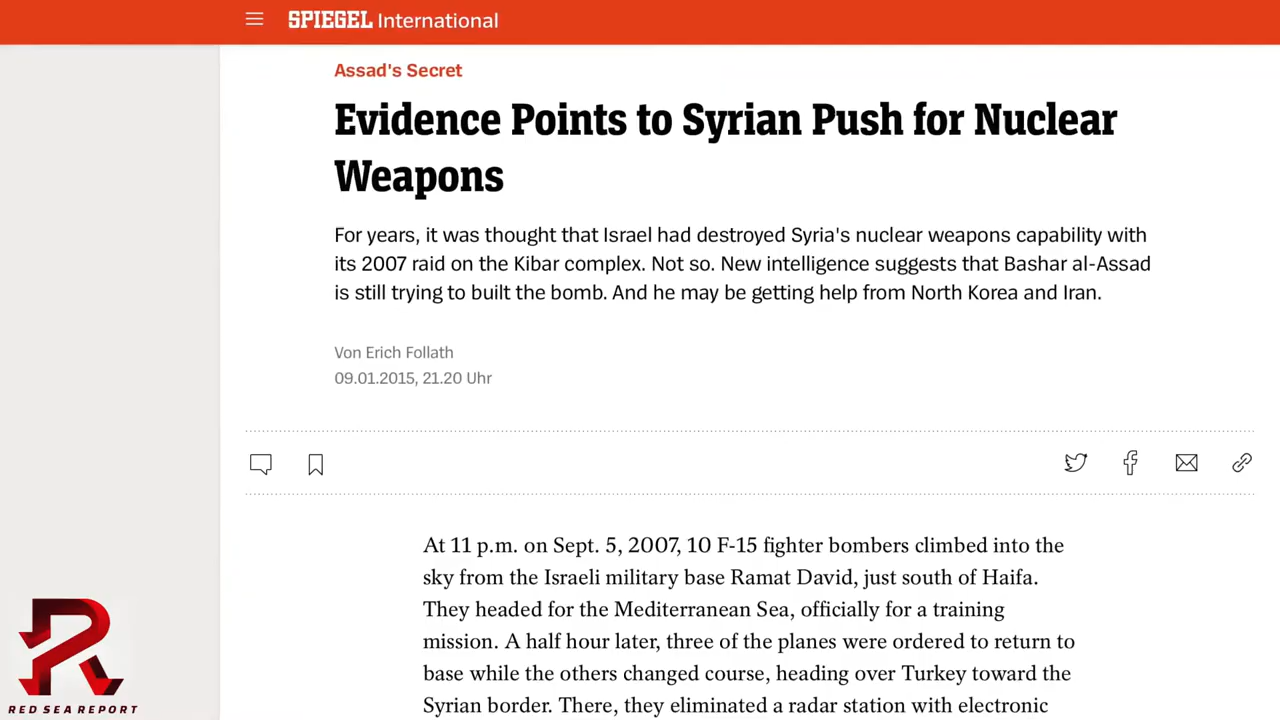 SPIEGEL International
Assad's Secret
Evidence Points to Syrian Push for Nuclear
Weapons
For years, it was thought that Israel had destroyed Syria's nuclear weapons capability with
its 2007 raid on the Kibar complex. Not so. New intelligence suggests that Bashar al-Assad
is still trying to built the bomb. And he may be getting help from North Korea and Iran.
Von Erich Follath
09.01.2015, 21.20 Uhr
At 11 p.m. on Sept. 5, 2007, 10 F-15 fighter bombers climbed into the
sky from the Israeli military base Ramat David, just south of Haifa.
They headed for the Mediterranean Sea, officially for a training
mission. A half hour later, three of the planes were ordered to return to
base while the others changed course, heading over Turkey toward the
Syrian border. There, they eliminated a radar station with electronic
RED SEA REPORT